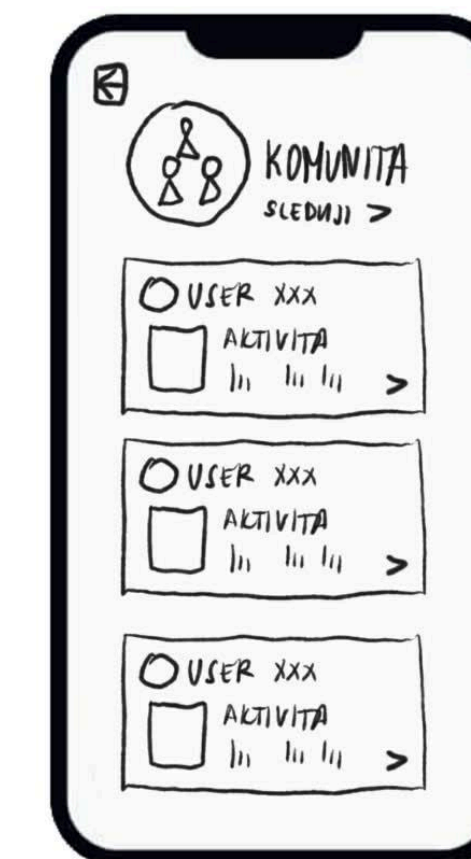 KOMUNITA
SLEDUJI >
USER XXX
AKTIVITA
>
USER XXX
AKTIVITA
>
USER XXX
AKTIVITA
>